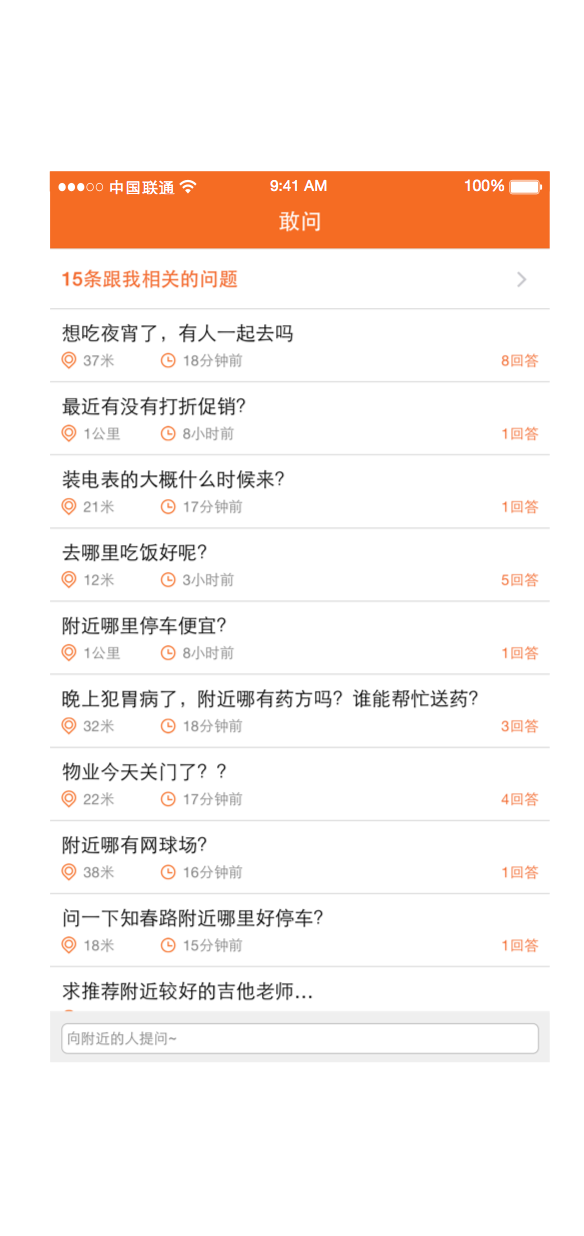 中国联通 9:41 AM 100%
敢问
15条跟我相关的问题
想吃夜宵了，有人一起去吗
37米 18分钟前 8回答
最近有没有打折促销？
1公里 8小时前 1回答
装电表的大概什么时候来？
21米 17分钟前 1回答
去哪里吃饭好呢？
12米 3小时前 5回答
附近哪里停车便宜？
1公里 8小时前 1回答
晚上犯胃病了，附近哪有药方吗？谁能帮忙送药？
32米 18分钟前 3回答
物业今天关门了？？
22米 17分钟前 4回答
附近哪有网球场？
38米 16分钟前 1回答
问一下知春路附近哪里好停车？
18米 15分钟前 1回答
求推荐附近较好的吉他老师...
向附近的人提问~